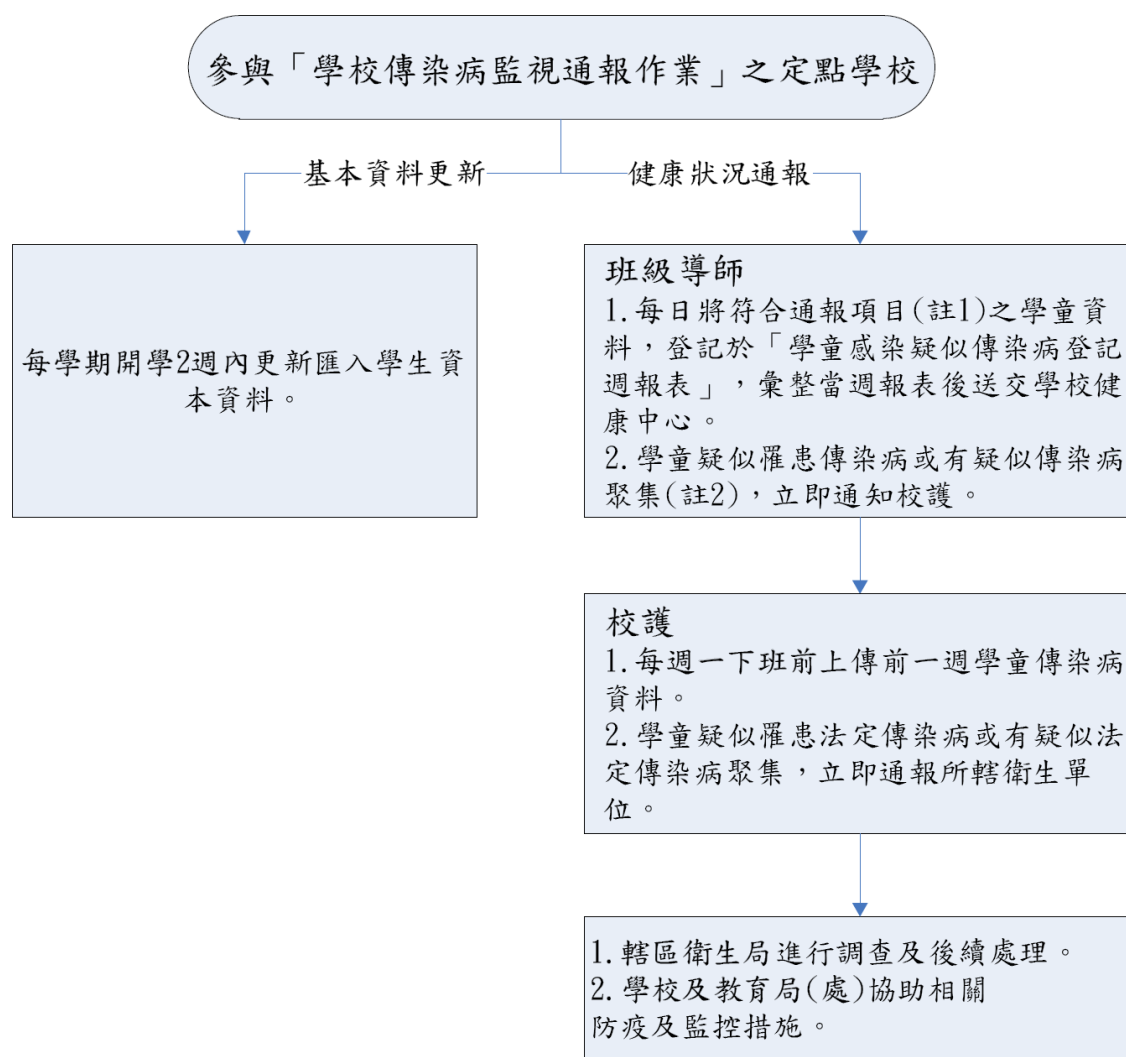 參與「學校傳染病監視通報作業」之定點學校
基本資料更新
健康狀況通報
每學期開學2週內更新匯入學生資
本資料。
班級導師
1.每日將符合通報項目(註1)之學童資
料，登記於「學童感染疑似傳染病登記
週報表」，彙整當週報表後送交學校健
康中心。
2.學童疑似罹患傳染病或有疑似傳染病
聚集(註2)，立即通知校護。
校護
1.每週一下班前上傳前一週學童傳染病
資料。
2.學童疑似罹患法定傳染病或有疑似法
定傳染病聚集，立即通報所轄衛生單
位。
1.轄區衛生局進行調查及後續處理。
2.學校及教育局(處)協助相關
防疫及監控措施。